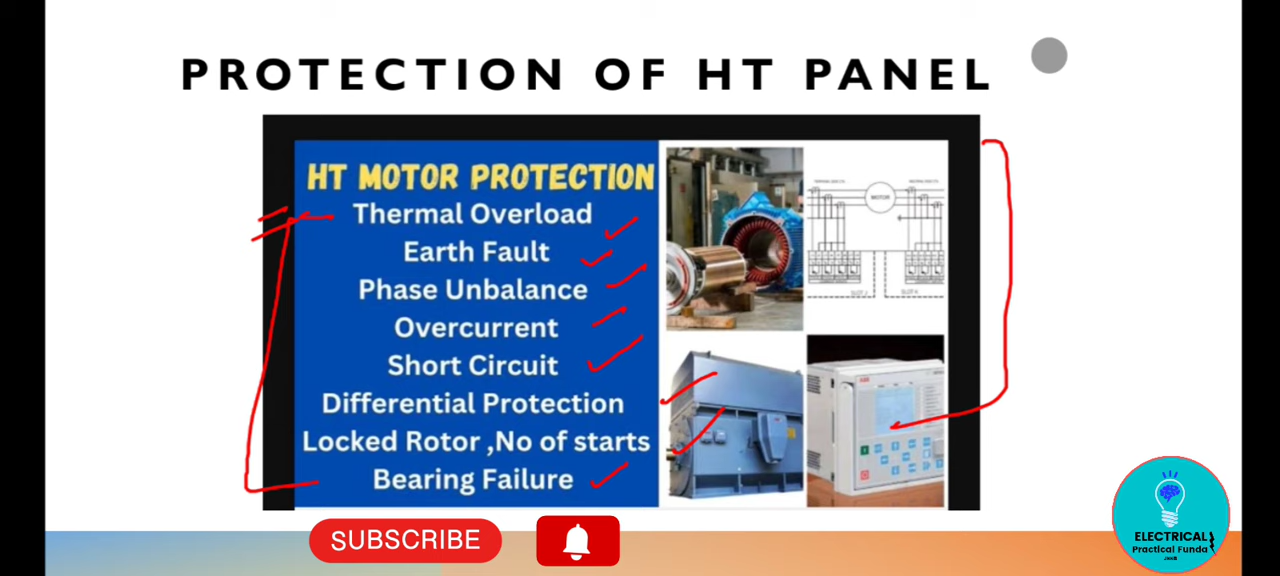 PROTECTION OF HT PANEL
HT MOTOR PROTECTION
Thermal Overload
Earth Fault
Phase Unbalance
Overcurrent
Short Circuit
Differential Protection
Locked Rotor ,No of starts
Bearing Failure
MOTOR
ABB
SUBSCRIBE
ELECTRICAL
Practical Funda